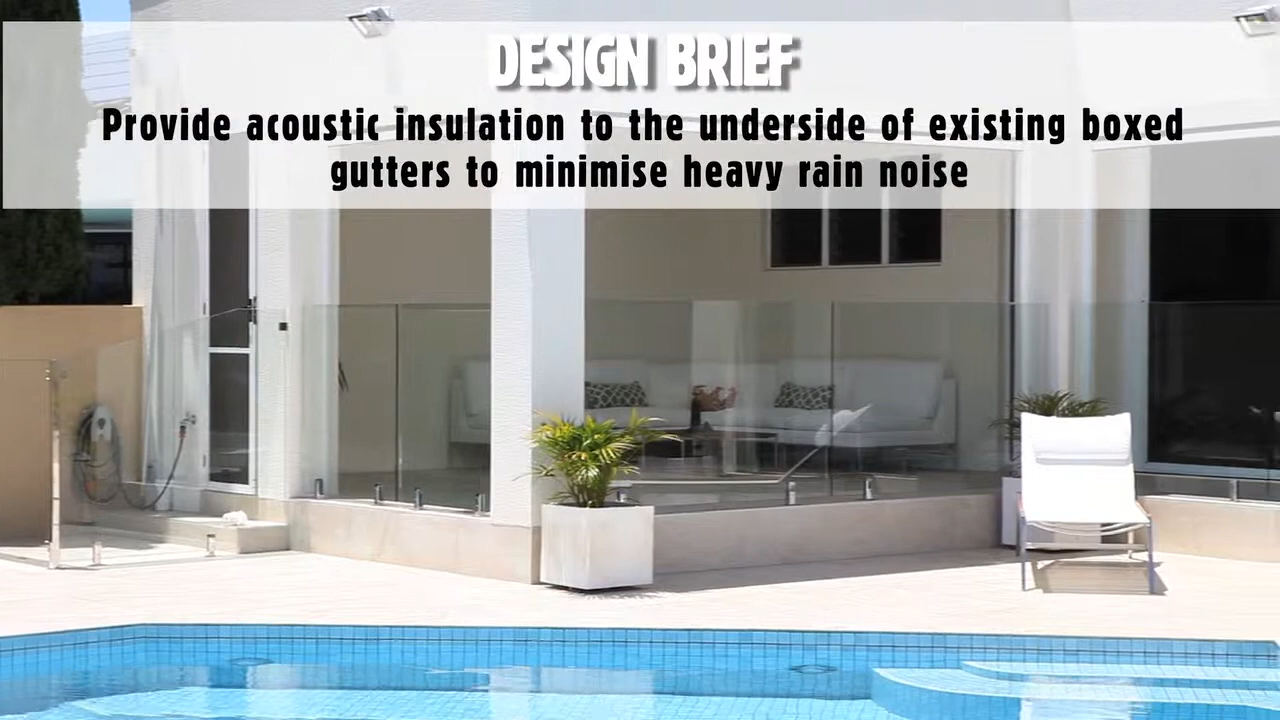 DESIGN BRIEF
Provide acoustic insulation to the underside of existing boxed
gutters to minimise heavy rain noise